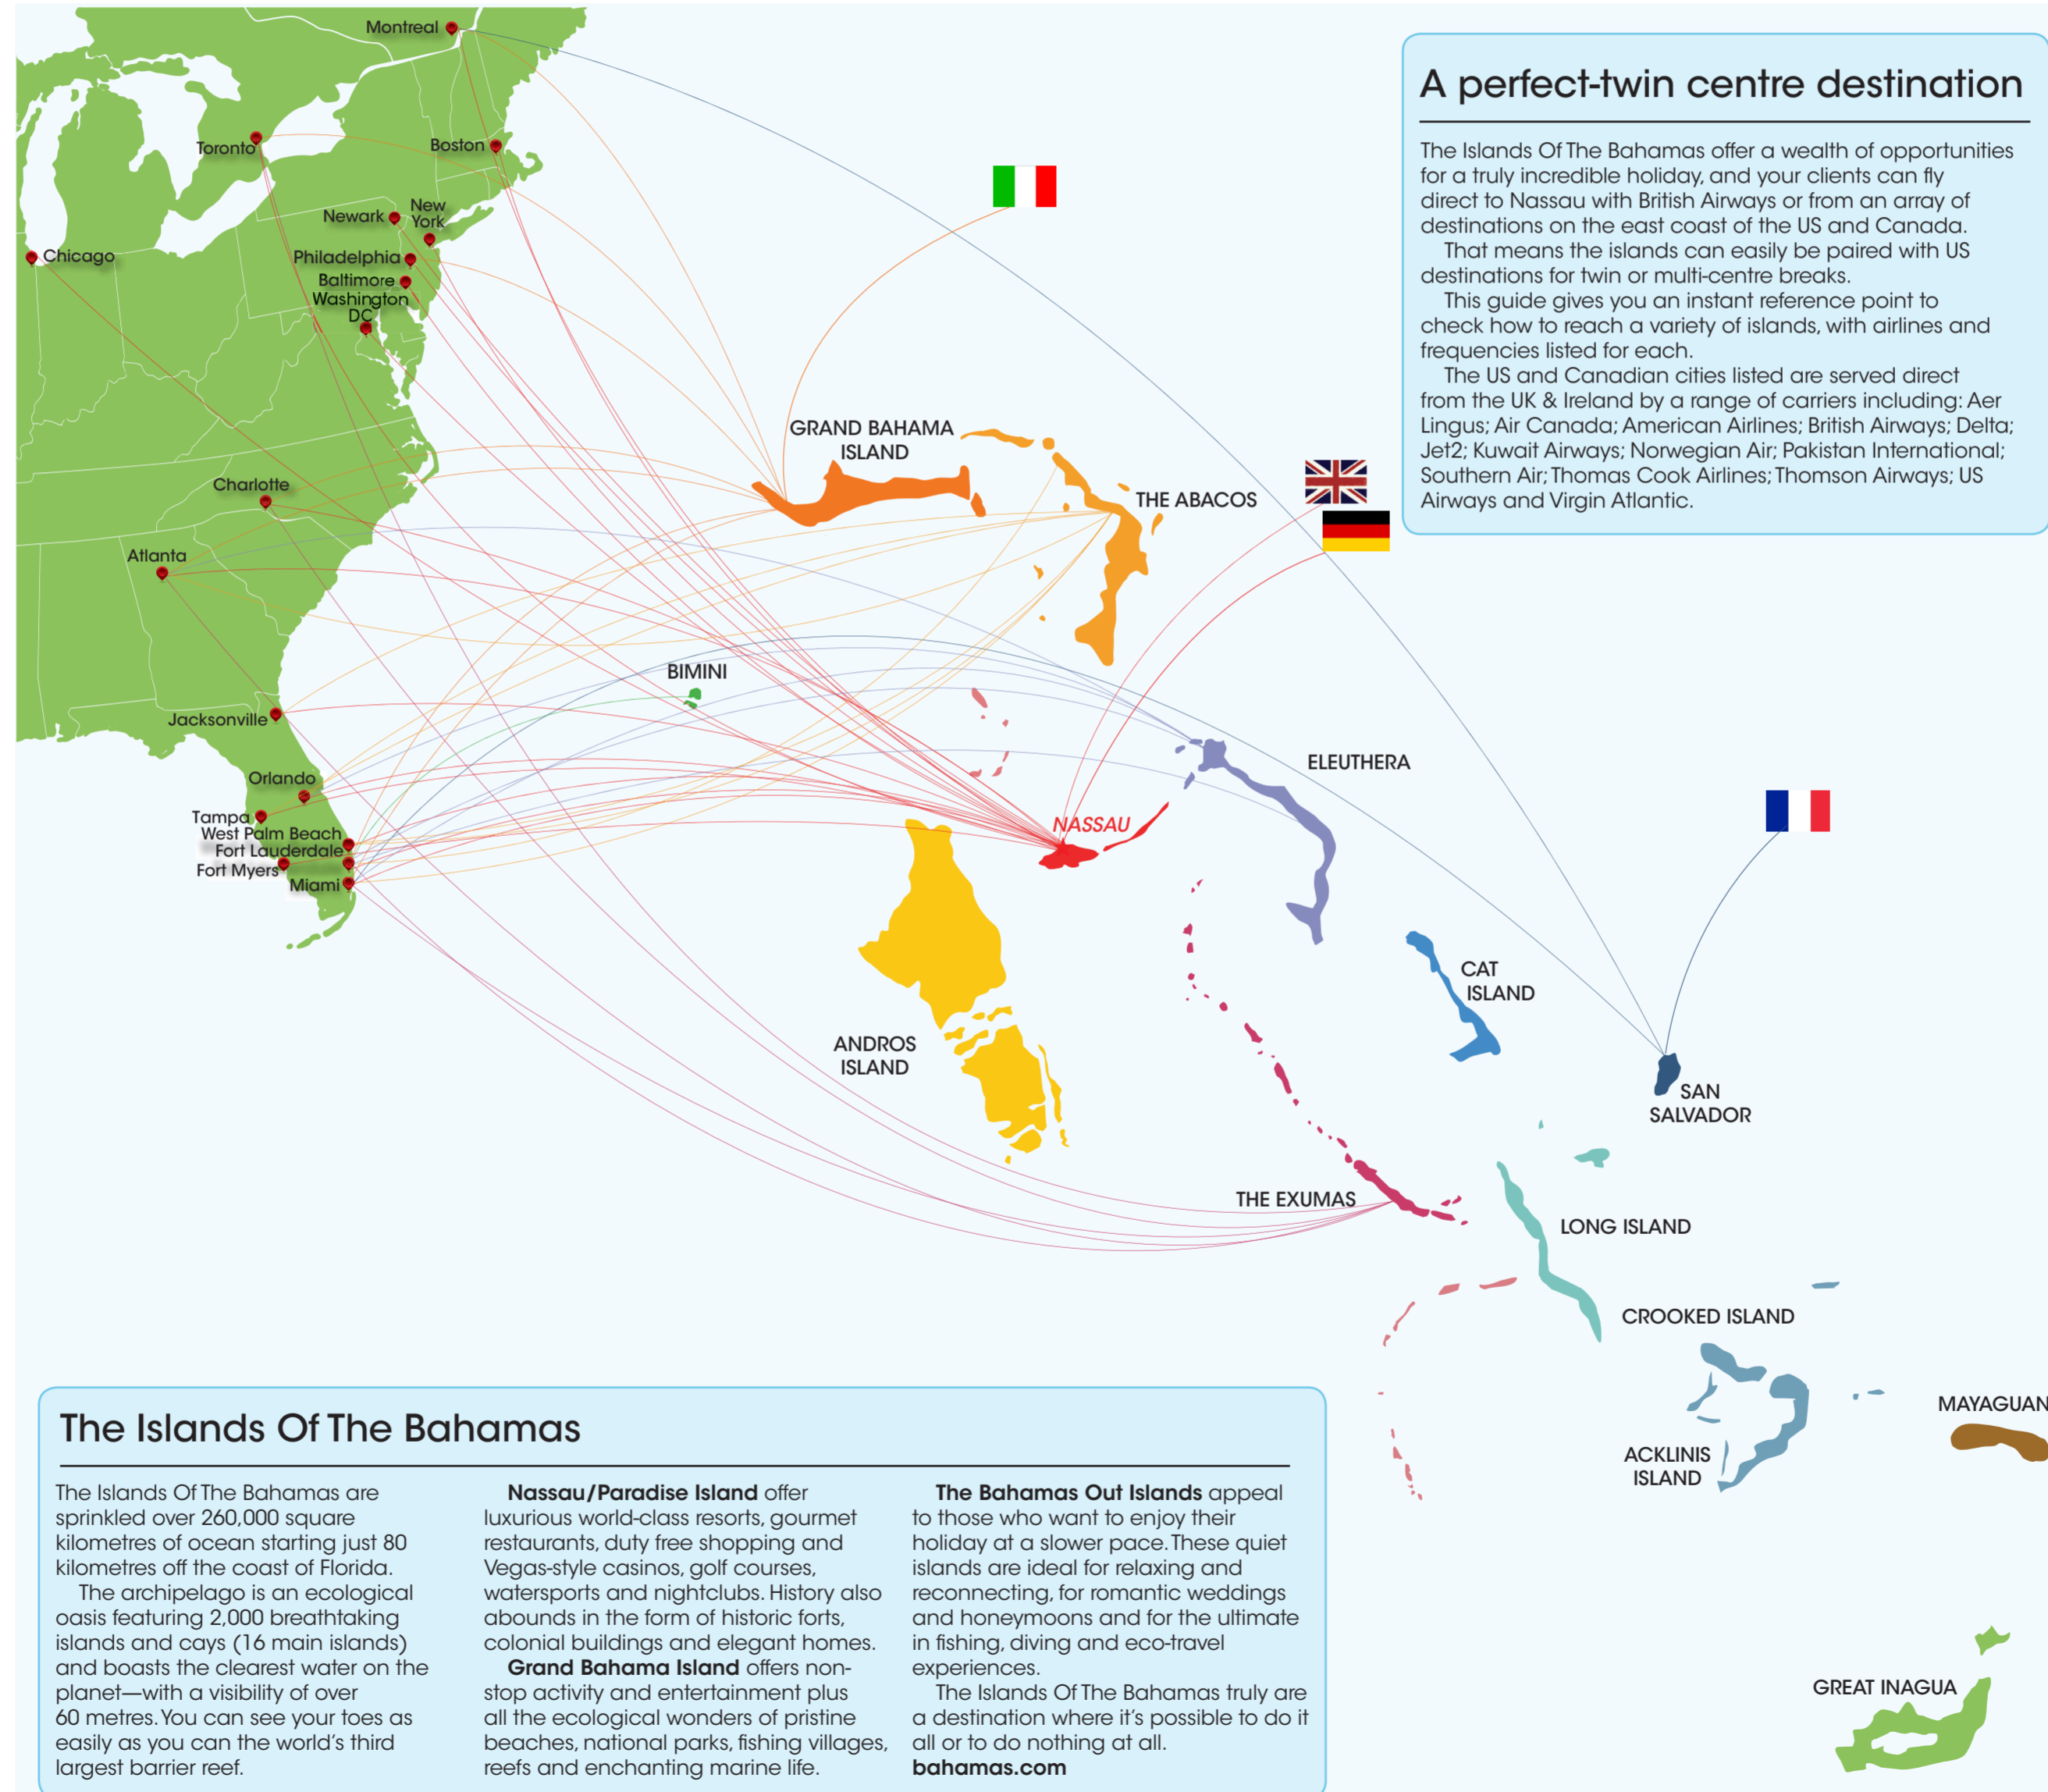 Montreal
Toronto
Boston
Newark
New
York
Chicago
Philadelphia
Baltimore
Washington
DC
Charlotte
Atlanta
Jacksonville
Orlando
Tampa
West Palm Beach
Fort Lauderdale
Fort Myers
Miami
GRAND BAHAMA
ISLAND
THE ABACOS
BIMINI
ELEUTHERA
NASSAU
CAT
ISLAND
ANDROS
ISLAND
SAN
SALVADOR
THE EXUMAS
LONG ISLAND
CROOKED ISLAND
ACKLINIS
ISLAND
MAYAGUAN
GREAT INAGUA
A perfect-twin centre destination
The Islands Of The Bahamas offer a wealth of opportunities
for a truly incredible holiday, and your clients can fly
direct to Nassau with British Airways or from an array of
destinations on the east coast of the US and Canada.
That means the islands can easily be paired with US
destinations for twin or multi-centre breaks.
This guide gives you an instant reference point to
check how to reach a variety of islands, with airlines and
frequencies listed for each.
The US and Canadian cities listed are served direct
from the UK & Ireland by a range of carriers including: Aer
Lingus; Air Canada; American Airlines; British Airways; Delta;
Jet2; Kuwait Airways; Norwegian Air; Pakistan International;
Southern Air; Thomas Cook Airlines; Thomson Airways; US
Airways and Virgin Atlantic.
The Islands Of The Bahamas
The Islands Of The Bahamas are
sprinkled over 260,000 square
kilometres of ocean starting just 80
kilometres off the coast of Florida.
The archipelago is an ecological
oasis featuring 2,000 breathtaking
islands and cays (16 main islands)
and boasts the clearest water on the
planet—with a visibility of over
60 metres. You can see your toes as
easily as you can the world's third
largest barrier reef.
Nassau/Paradise Island offer
luxurious world-class resorts, gourmet
restaurants, duty free shopping and
Vegas-style casinos, golf courses,
watersports and nightclubs. History also
abounds in the form of historic forts,
colonial buildings and elegant homes.
Grand Bahama Island offers non-
stop activity and entertainment plus
all the ecological wonders of pristine
beaches, national parks, fishing villages,
reefs and enchanting marine life.
The Bahamas Out Islands appeal
to those who want to enjoy their
holiday at a slower pace. These quiet
islands are ideal for relaxing and
reconnecting, for romantic weddings
and honeymoons and for the ultimate
in fishing, diving and eco-travel
experiences.
The Islands Of The Bahamas truly are
a destination where it's possible to do it
all or to do nothing at all.
bahamas.com